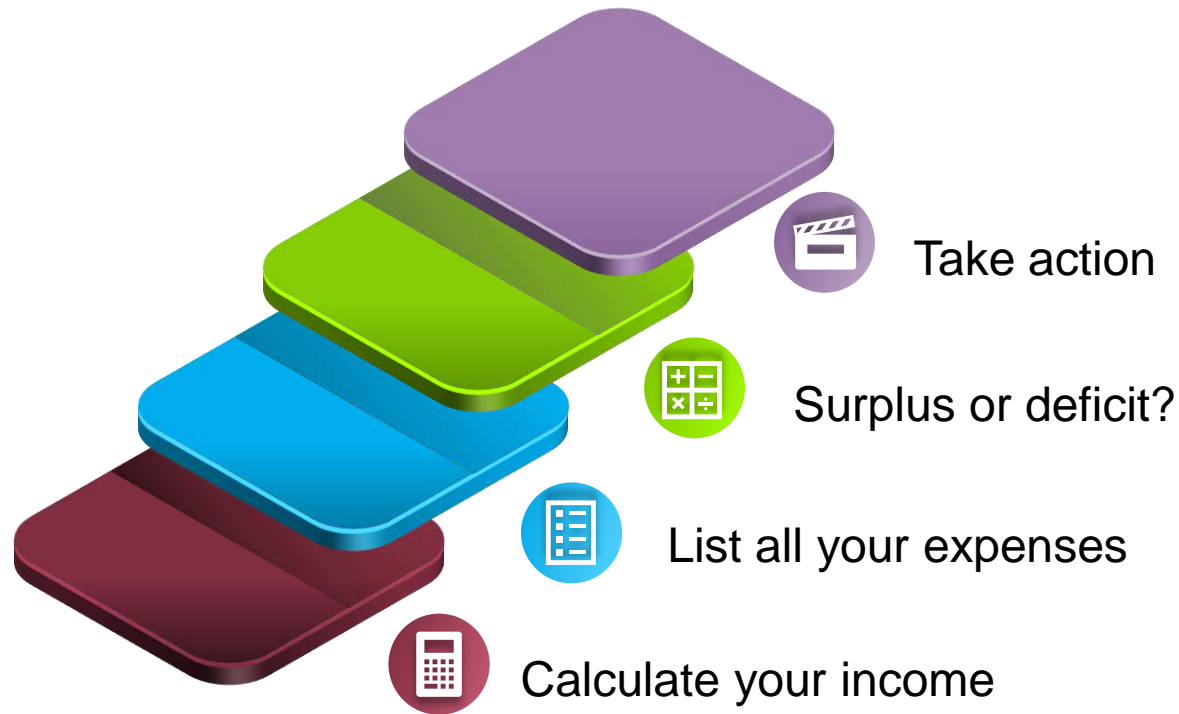 Take action
Surplus or deficit?
List all your expenses
Calculate your income